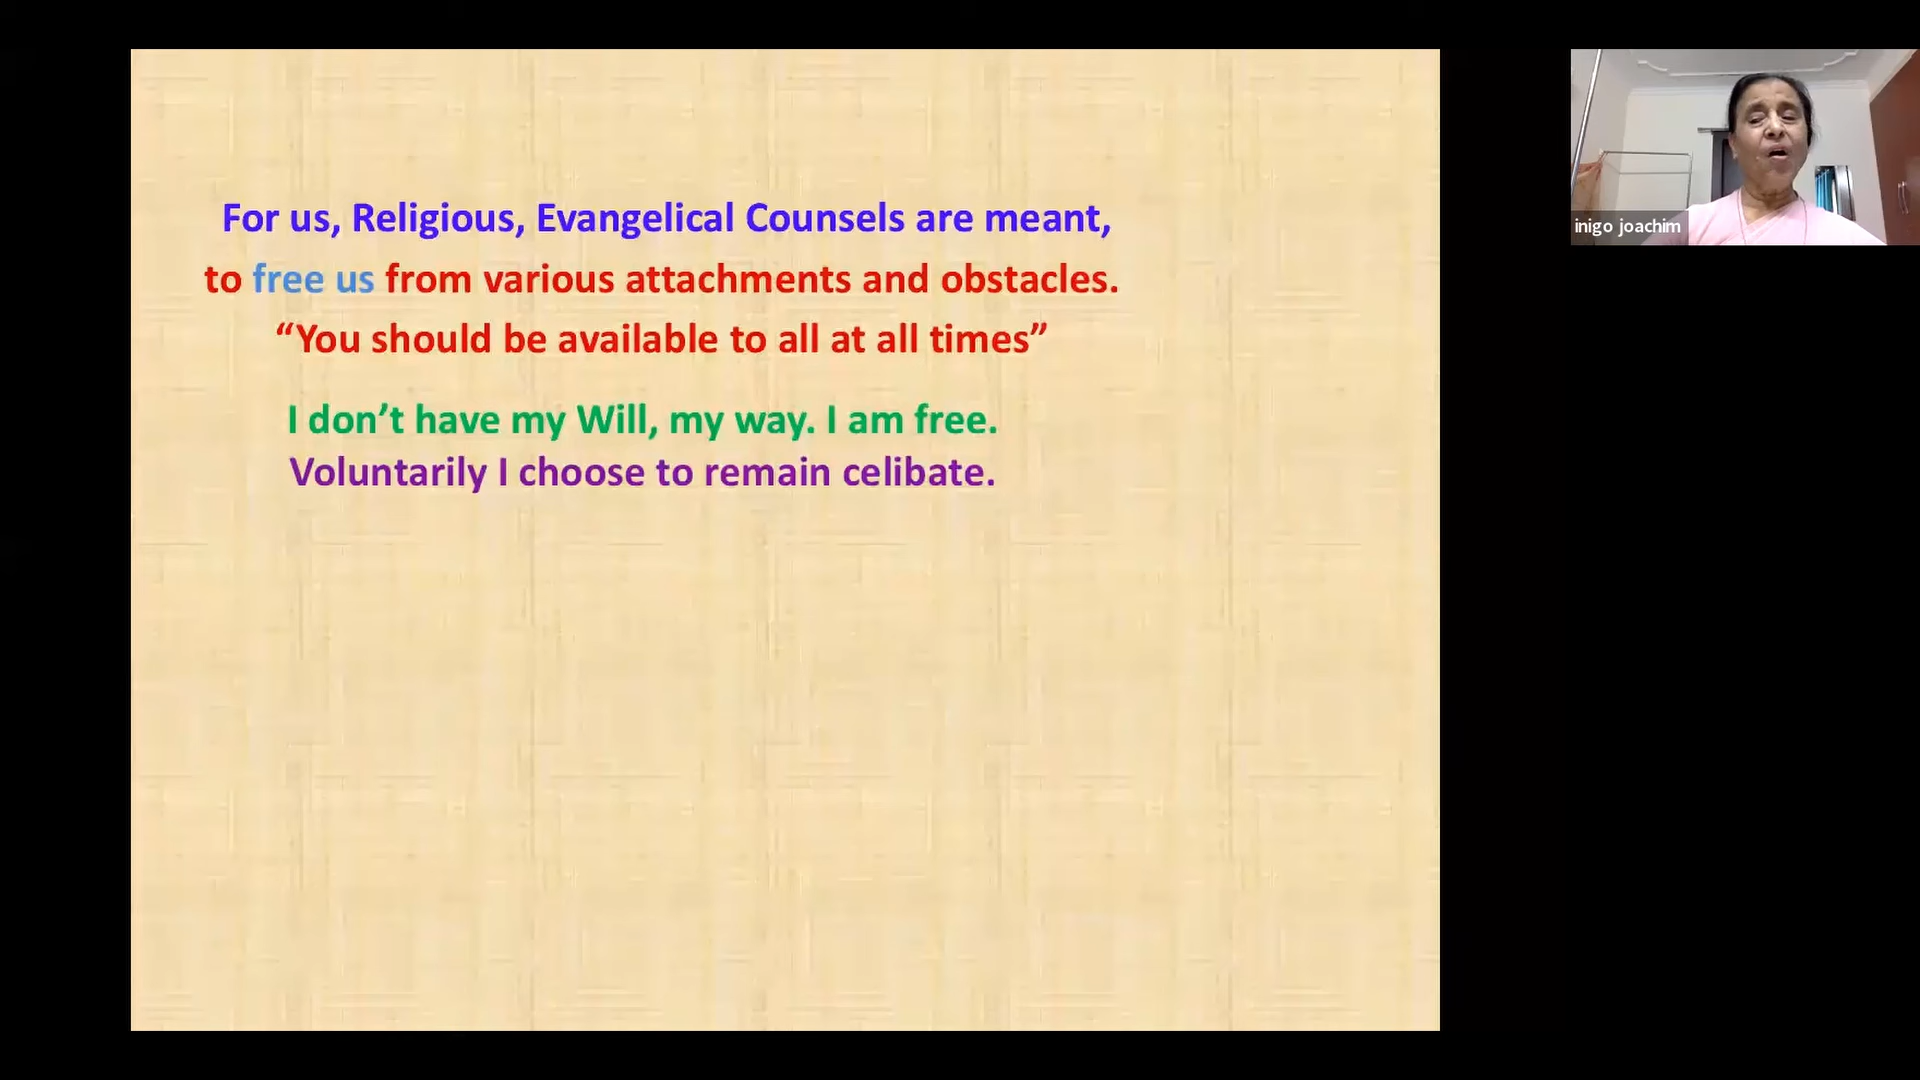 For us, Religious, Evangelical Counsels are meant,
to free us from various attachments and obstacles.
“You should be available to all at all times”
I don’t have my Will, my way. I am free.
Voluntarily I choose to remain celibate.
inigo joachim